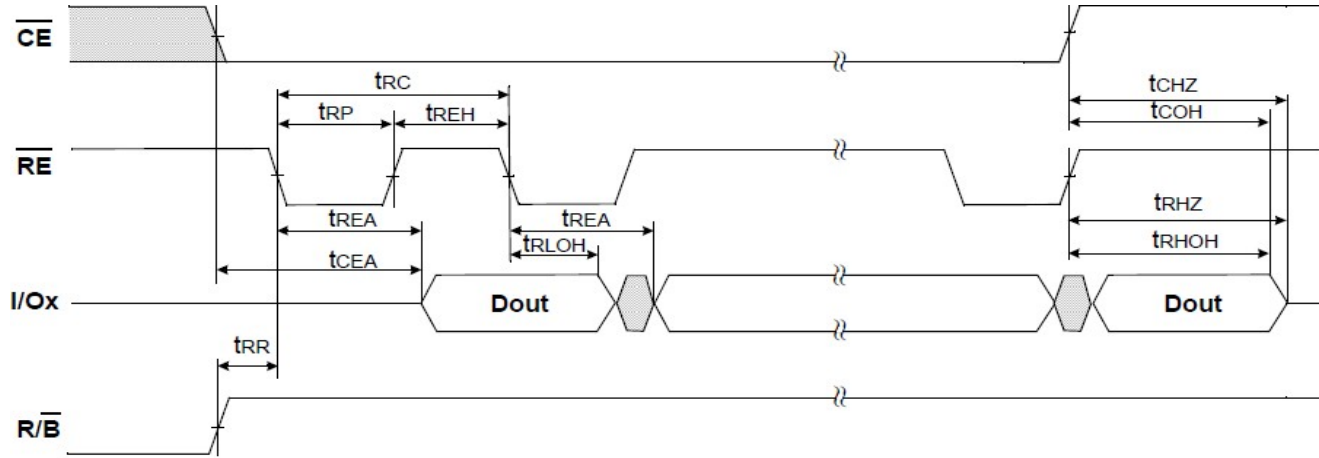 CE
tRC
tCHZ
tRP
tREH
tCOH
RE
tREA
tREA
tRHZ
tRLOH
tRHOH
tCEA
I/Ox
Dout
Dout
tRR
R/B